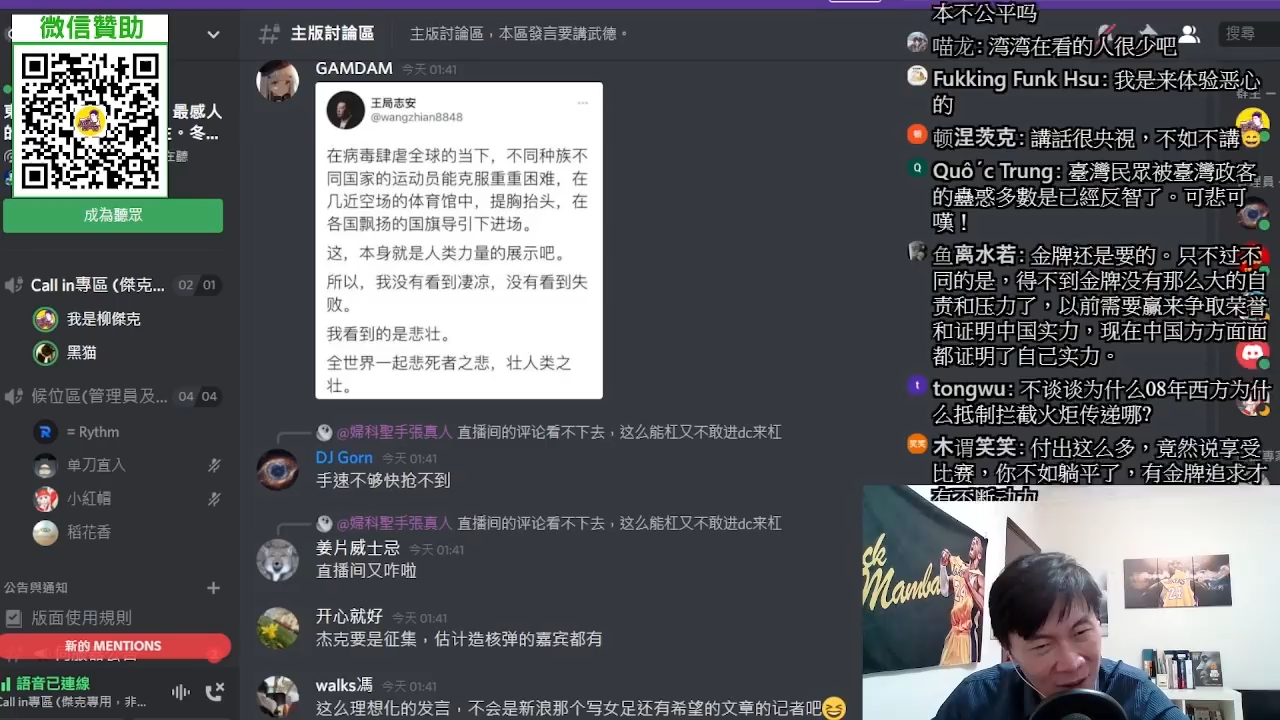 微信贊助
最感人
。冬...
在聽
成為聽眾
Call in專區 (傑克... 02 01
我是柳傑克
黑猫
候位區(管理員及... 04 04
= Rythm
单刀直入
小紅帽
稻花香
公告與通知
版面使用規則
新的 MENTIONS
語音已連線
Call in專區 (傑克專用，非...
主版討論區
主版討論區，本區發言要講武德。
GAMDAM 今天 01:41
王局志安
@wangzhian8848
在病毒肆虐全球的当下，不同种族不
同国家的运动员能克服重重困难，在
几近空场的体育馆中，提胸抬头，在
各国飘扬的国旗导引下进场。
这，本身就是人类力量的展示吧。
所以，我没有看到凄凉，没有看到失
败。
我看到的是悲壮。
全世界一起悲死者之悲，壮人类之
壮。
@婦科聖手張真人 直播间的评论看不下去，这么能杠又不敢进dc来杠
DJ Gorn 今天 01:41
手速不够快抢不到
@婦科聖手張真人 直播间的评论看不下去，这么能杠又不敢进dc来杠
姜片威士忌 今天 01:41
直播间又咋啦
开心就好 今天 01:41
杰克要是征集，估计造核弹的嘉宾都有
walks馮 今天 01:41
这么理想化的发言，不会是新浪那个写女足还有希望的文章的记者吧
搜尋
本不公平吗
喵龙: 湾湾在看的人很少吧
Fukking Funk Hsu: 我是来体验恶心
的
顿涅茨克: 講話很央視，不如不講
Quô´c Trung: 臺灣民眾被臺灣政客
的蠱惑多數是已經反智了。可悲可
嘆！
鱼离水若: 金牌还是要的。只不过不
同的是，得不到金牌没有那么大的自
责和压力了，以前需要赢来争取荣誉
和证明中国实力，现在中国方方面面
都证明了自己实力。
tongwu: 不谈谈为什么08年西方为什
么抵制拦截火炬传递哪?
木谓笑笑: 付出这么多，竟然说享受
比赛，你不如躺平了，有金牌追求才
有不断动力
Mamba
24